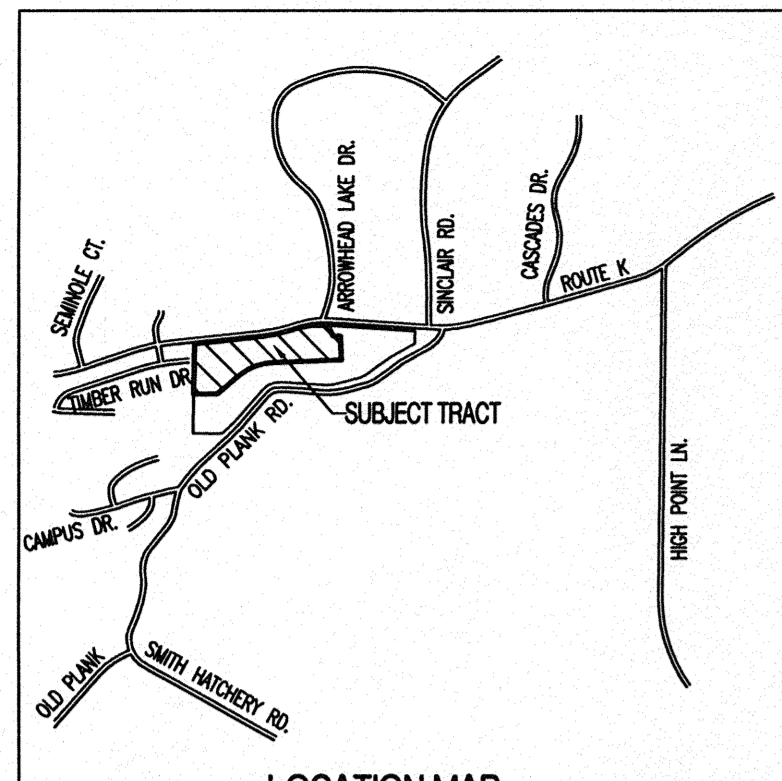 ARROWHEAD LAKE DR.
SINCLAIR RD.
CASCADES DR.
SEMINOLE CT.
ROUTE K
TIMBER RUN DR.
SUBJECT TRACT
OLD PLANK RD.
HIGH POINT LN.
CAMPUS DR.
OLD PLANK
SMITH HATCHERY RD.
LOCATION MAP